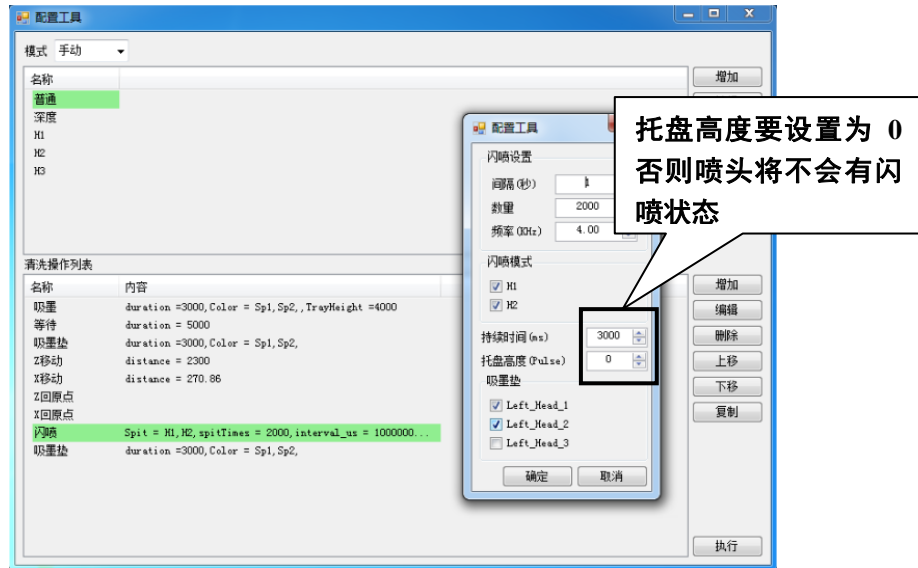 配置工具
模式 手动
名称
普通
深度
H1
H2
H3
增加
配置工具
闪喷设置
间隔(秒)
数量 2000
频率(KHz) 4.00
闪喷模式
H1
H2
持续时间(ms) 3000
托盘高度(Pulse) 0
吸墨垫
Left_Head_1
Left_Head_2
Left_Head_3
确定 取消
托盘高度要设置为 0
否则喷头将不会有闪
喷状态
清洗操作列表
名称 内容
吸墨 duration =3000,Color = Sp1,Sp2,,TrayHeight =4000
等待 duration = 5000
吸墨垫 duration =3000,Color = Sp1,Sp2,
Z移动 distance = 2300
X移动 distance = 270.86
Z回原点
X回原点
闪喷 Spit = H1,H2,spitTimes = 2000,interval_us = 1000000...
吸墨垫 duration =3000,Color = Sp1,Sp2,
增加
编辑
删除
上移
下移
复制
执行